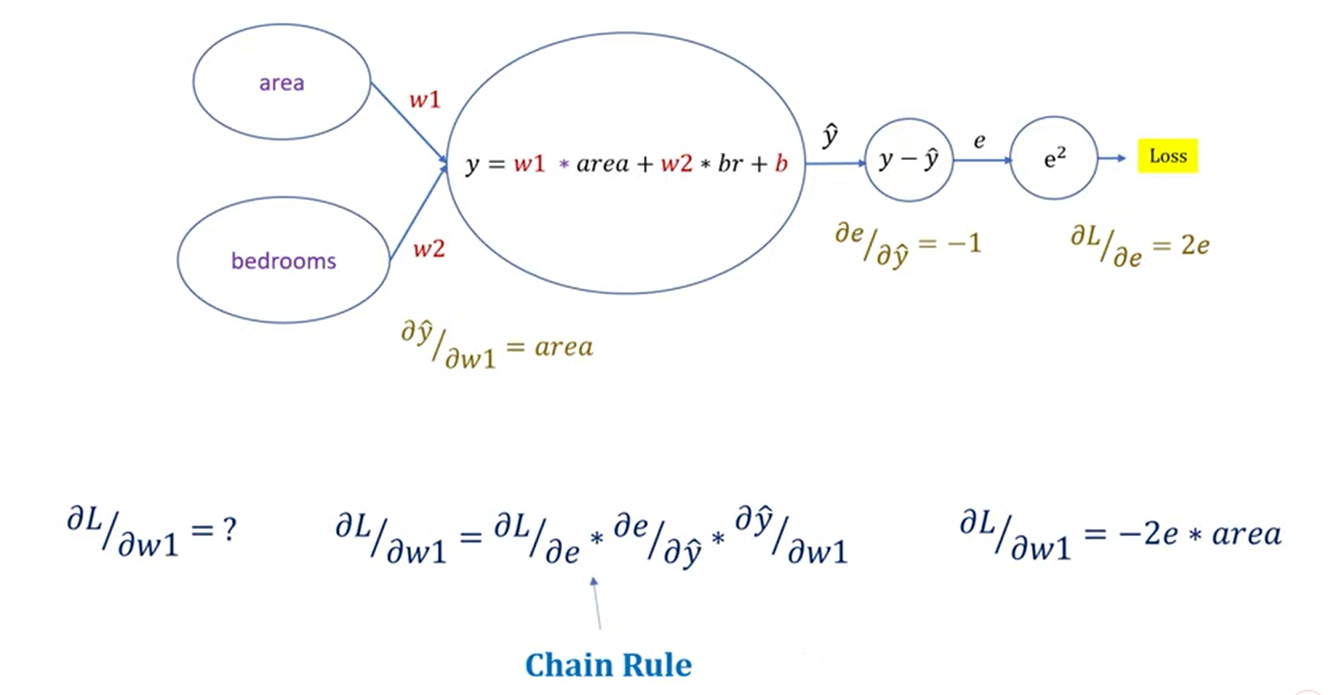 area
w1
y = w1 * area + w2 * br + b
ŷ
y − ŷ
e
e²
Loss
bedrooms
w2
∂e/∂ŷ = −1
∂L/∂e = 2e
∂ŷ/∂w1 = area
∂L/∂w1 = ?
∂L/∂w1 = ∂L/∂e * ∂e/∂ŷ * ∂ŷ/∂w1
∂L/∂w1 = −2e * area
Chain Rule